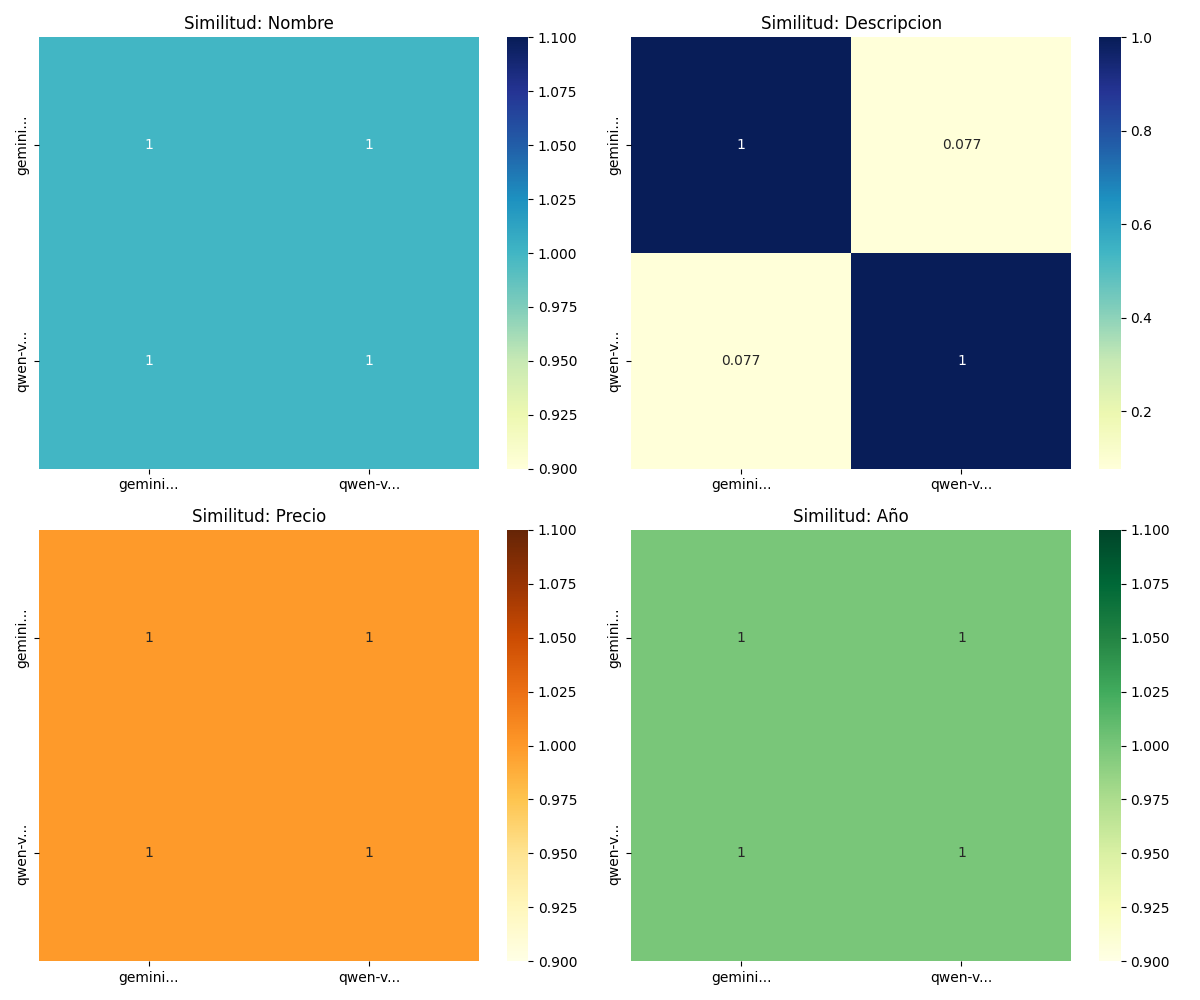 Similitud: Nombre
gemini...
qwen-v...
1 1
1 1
gemini... qwen-v...
1.100
1.075
1.050
1.025
1.000
0.975
0.950
0.925
0.900
Similitud: Descripcion
gemini...
qwen-v...
1 0.077
0.077 1
gemini... qwen-v...
1.0
0.8
0.6
0.4
0.2
Similitud: Precio
gemini...
qwen-v...
1 1
1 1
gemini... qwen-v...
1.100
1.075
1.050
1.025
1.000
0.975
0.950
0.925
0.900
Similitud: Año
gemini...
qwen-v...
1 1
1 1
gemini... qwen-v...
1.100
1.075
1.050
1.025
1.000
0.975
0.950
0.925
0.900